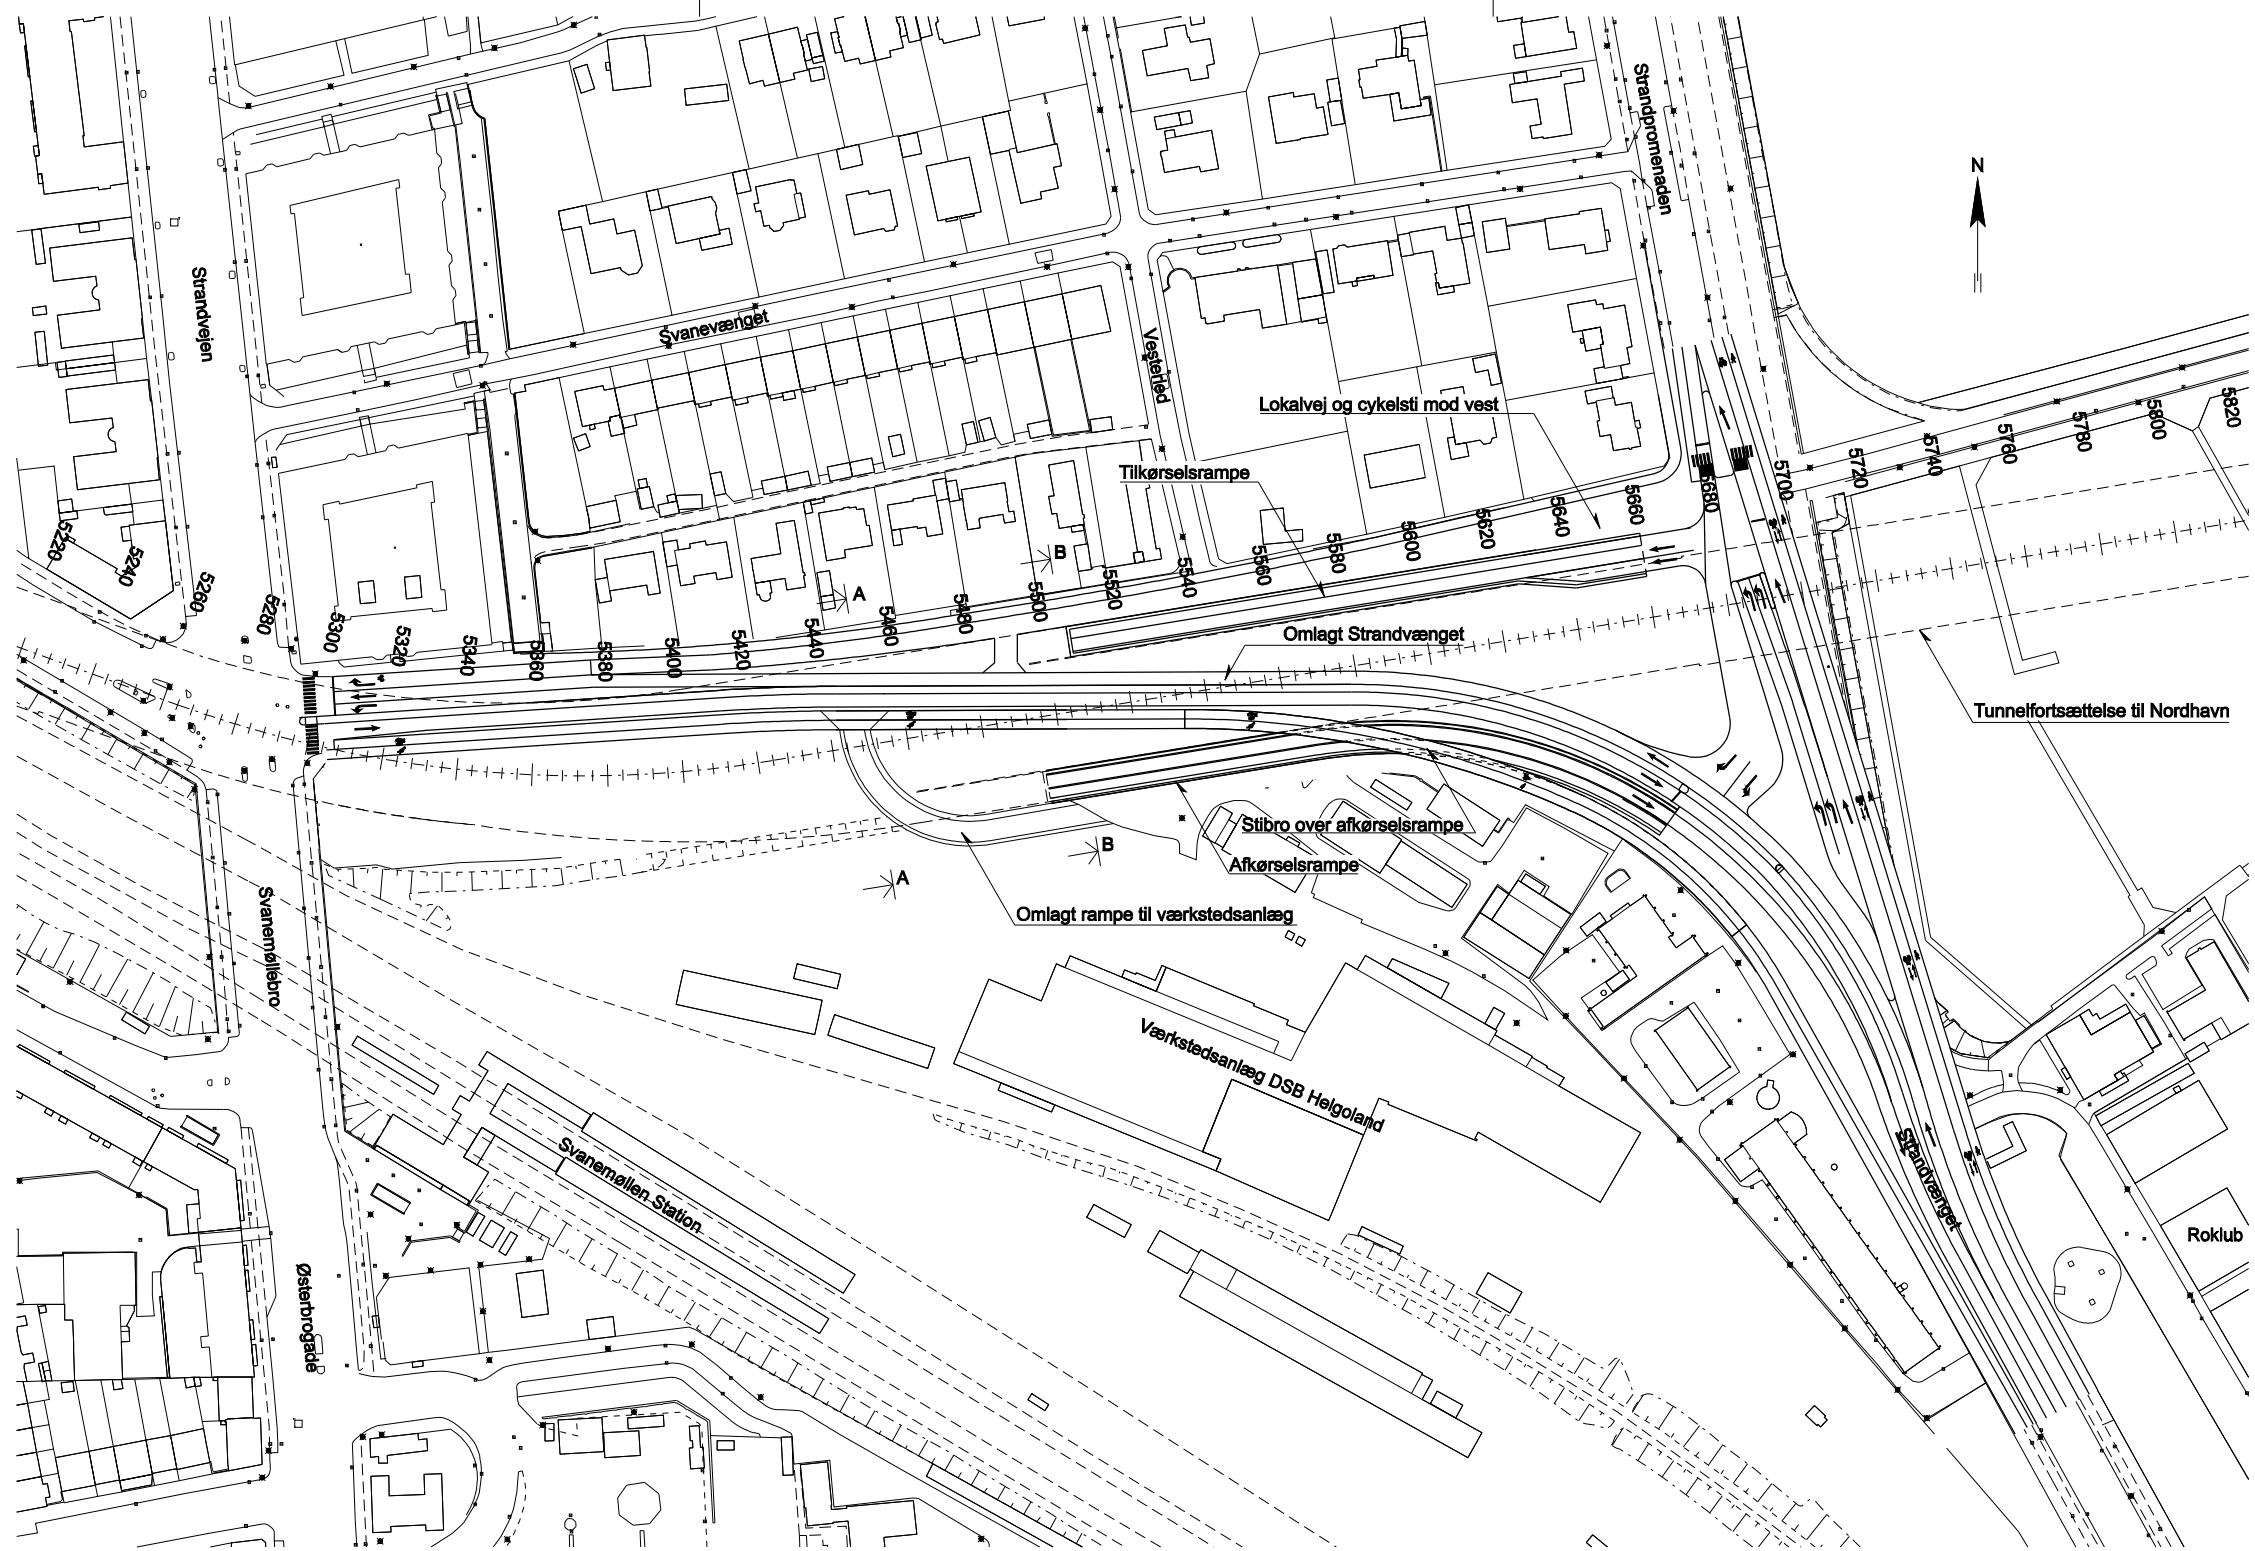 N
Strandpromenaden
Strandvejen
Svanevænget
Vesterled
Lokalvej og cykelsti mod vest
Tilkørselsrampe
5220
5240
5260
5280
5300
5320
5340
5360
5380
5400
5420
5440
5460
5480
5500
5520
5540
5560
5580
5600
5620
5640
5660
5680
5700
5720
5740
5760
5780
5800
5820
B
A
Omlagt Strandvænget
Tunnelfortsættelse til Nordhavn
Stibro over afkørselsrampe
B
Afkørselsrampe
A
Omlagt rampe til værkstedsanlæg
Svanemøllebro
Værkstedsanlæg DSB Helgoland
Svanemøllen Station
Strandvænget
Roklub
Østerbrogade